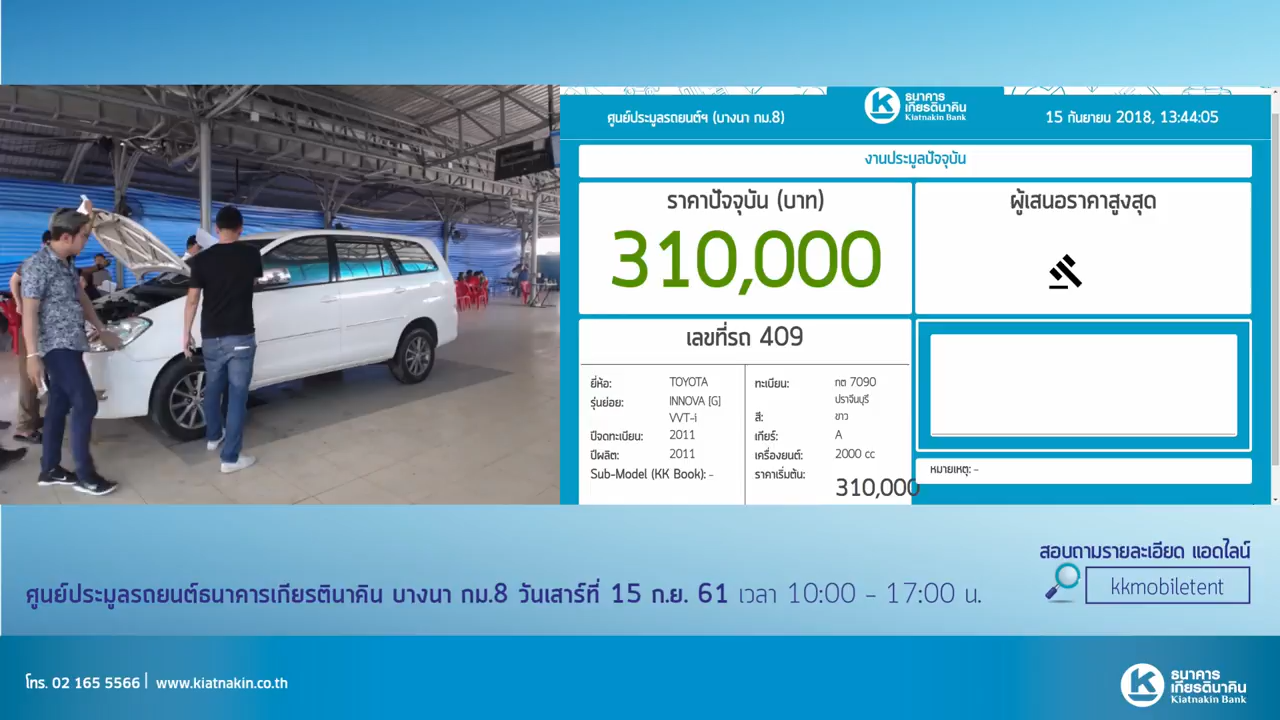 ศูนย์ประมูลรถยนต์ฯ (บางนา กม.8)
ธนาคาร
เกียรตินาคิน
Kiatnakin Bank
15 กันยายน 2018, 13:44:05
งานประมูลปัจจุบัน
ราคาปัจจุบัน (บาท)
310,000
ผู้เสนอราคาสูงสุด
เลขที่รถ 409
ยี่ห้อ: TOYOTA
รุ่นย่อย: INNOVA [G]
VVT-i
ปีจดทะเบียน: 2011
ปีผลิต: 2011
Sub-Model (KK Book): -
ทะเบียน: กต 7090
ปราจีนบุรี
สี: ขาว
เกียร์: A
เครื่องยนต์: 2000 cc
ราคาเริ่มต้น: 310,000
หมายเหตุ: -
สอบถามรายละเอียด แอดไลน์
kkmobiletent
ศูนย์ประมูลรถยนต์ธนาคารเกียรตินาคิน บางนา กม.8 วันเสาร์ที่ 15 ก.ย. 61 เวลา 10:00 - 17:00 น.
โทร. 02 165 5566 | www.kiatnakin.co.th
ธนาคาร
เกียรตินาคิน
Kiatnakin Bank